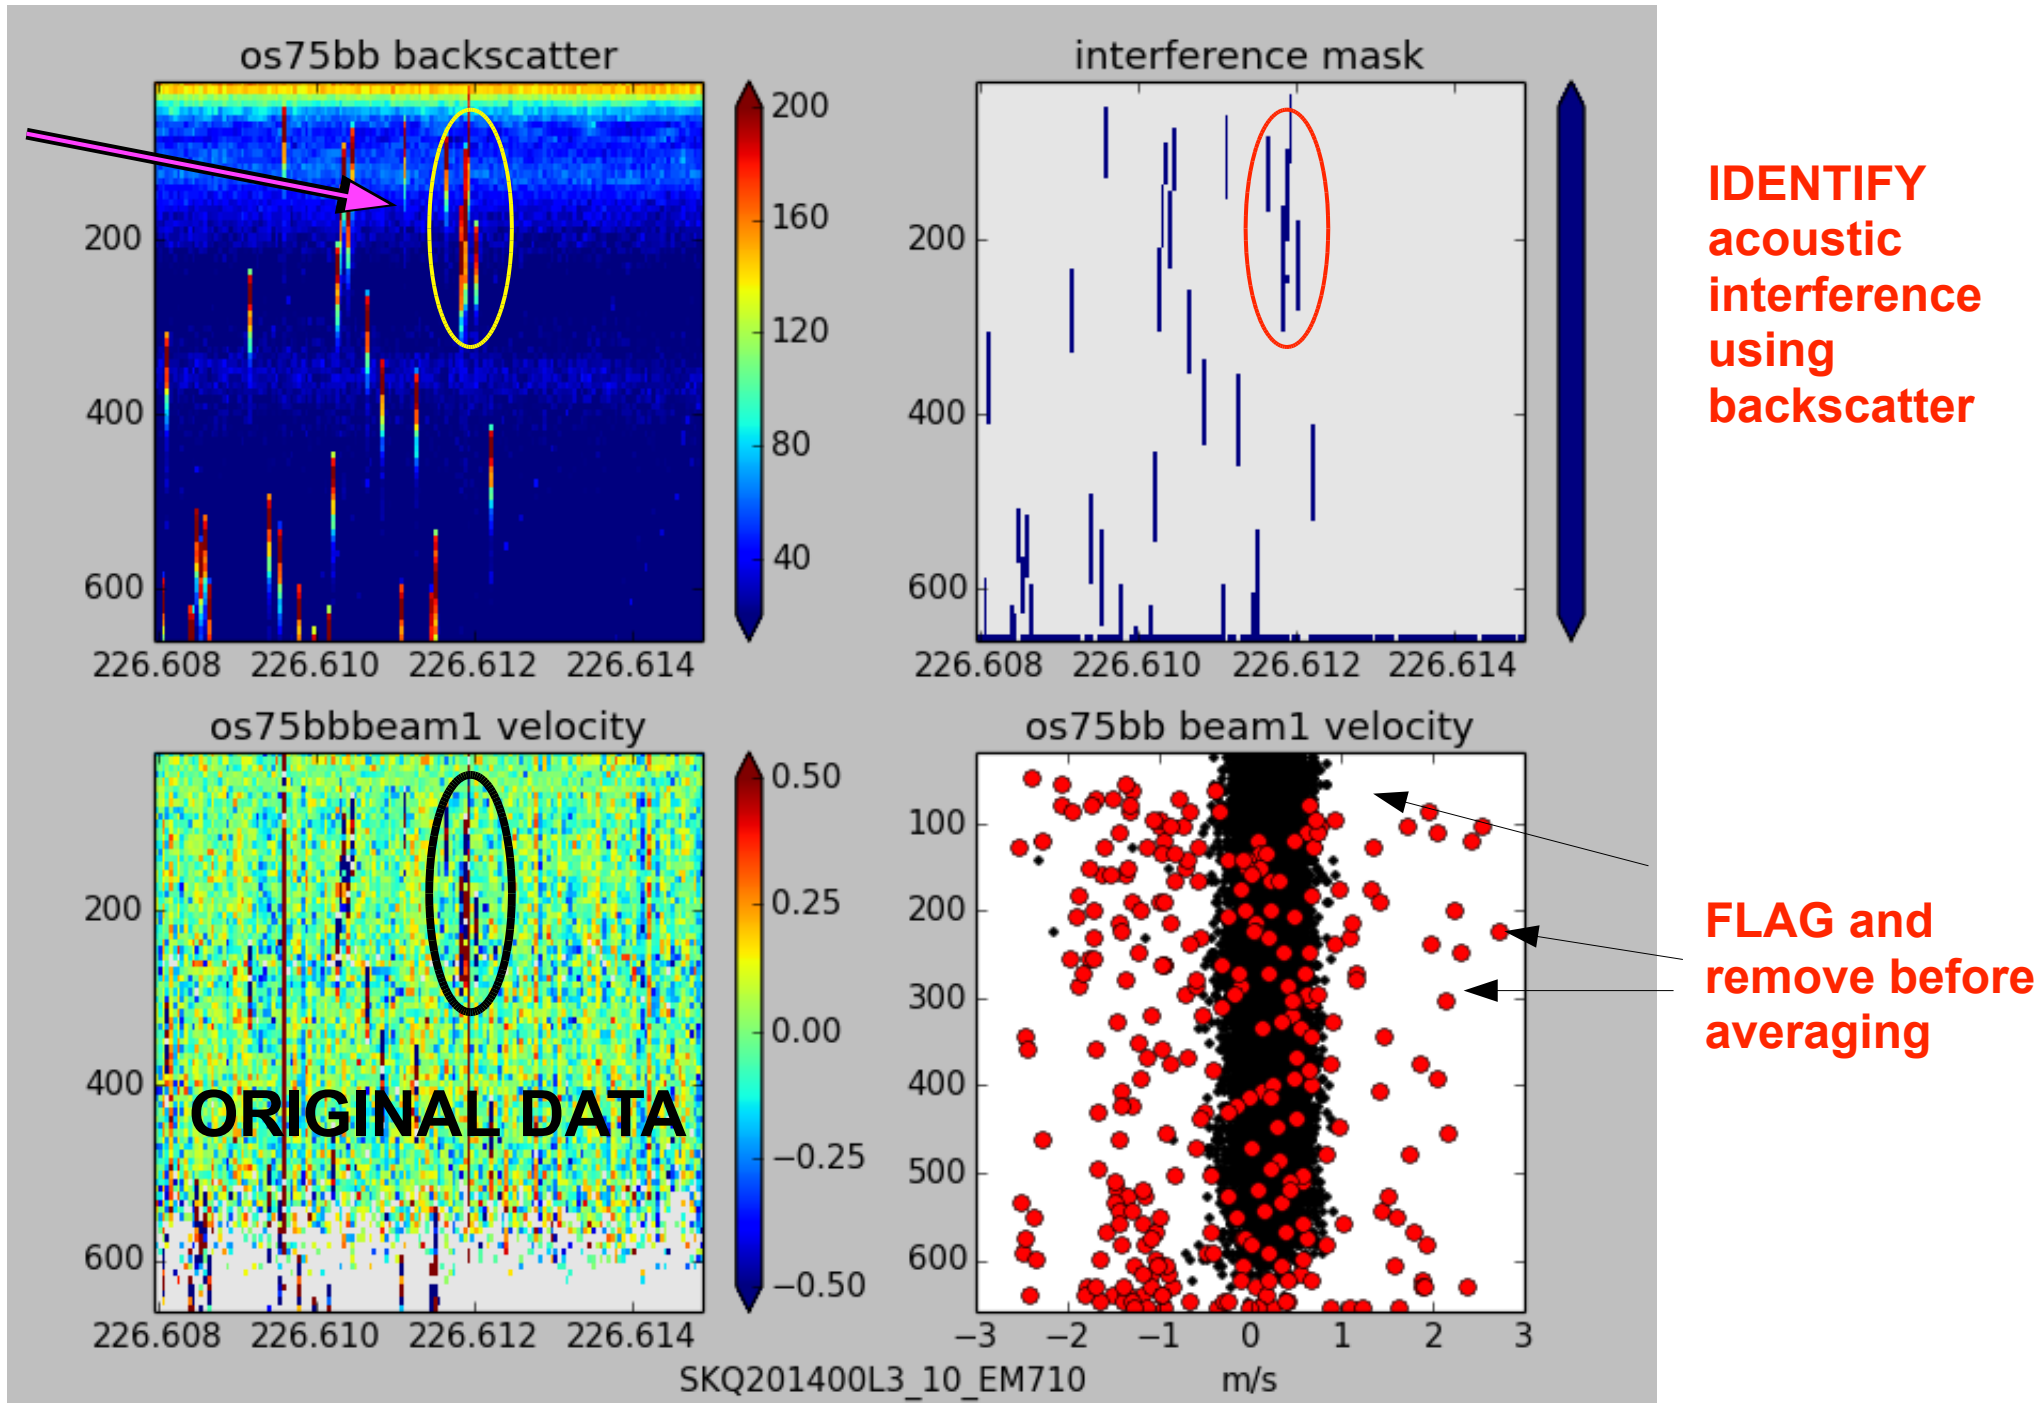 os75bb backscatter
200
400
600
226.608 226.610 226.612 226.614
200
160
120
80
40
interference mask
200
400
600
226.608 226.610 226.612 226.614
IDENTIFY
acoustic
interference
using
backscatter
os75bbbeam1 velocity
200
400
600
226.608 226.610 226.612 226.614
ORIGINAL DATA
0.50
0.25
0.00
−0.25
−0.50
os75bb beam1 velocity
100
200
300
400
500
600
−3 −2 −1 0 1 2 3
FLAG and
remove before
averaging
SKQ201400L3_10_EM710
m/s